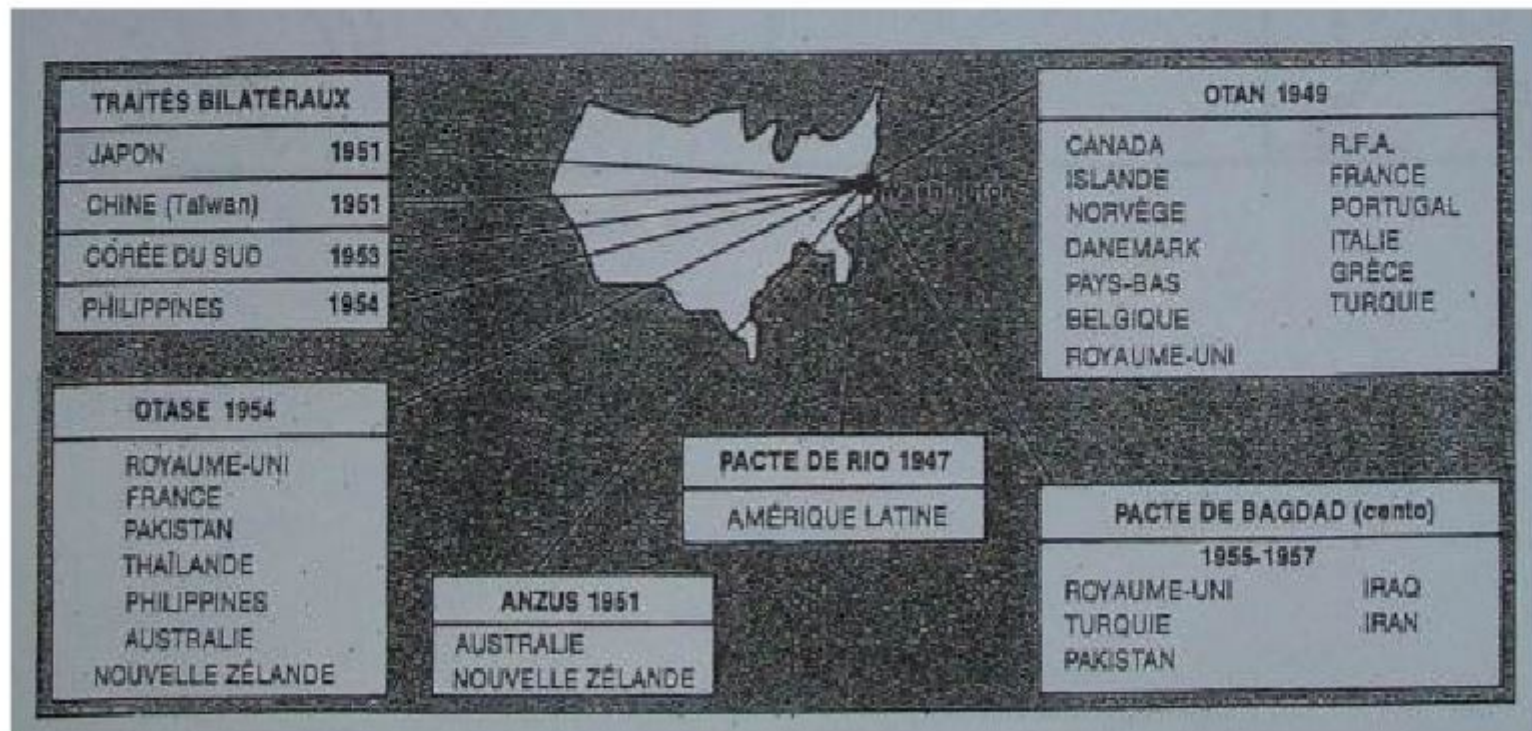 TRAITÉS BILATÉRAUX
JAPON 1951
CHINE (Taïwan) 1951
CORÉE DU SUD 1953
PHILIPPINES 1954
Washington
OTAN 1949
CANADA R.F.A.
ISLANDE FRANCE
NORVÈGE PORTUGAL
DANEMARK ITALIE
PAYS-BAS GRÈCE
BELGIQUE TURQUIE
ROYAUME-UNI
OTASE 1954
ROYAUME-UNI
FRANCE
PAKISTAN
THAÏLANDE
PHILIPPINES
AUSTRALIE
NOUVELLE ZÉLANDE
ANZUS 1951
AUSTRALIE
NOUVELLE ZÉLANDE
PACTE DE RIO 1947
AMÉRIQUE LATINE
PACTE DE BAGDAD (cento)
1955-1957
ROYAUME-UNI IRAQ
TURQUIE IRAN
PAKISTAN